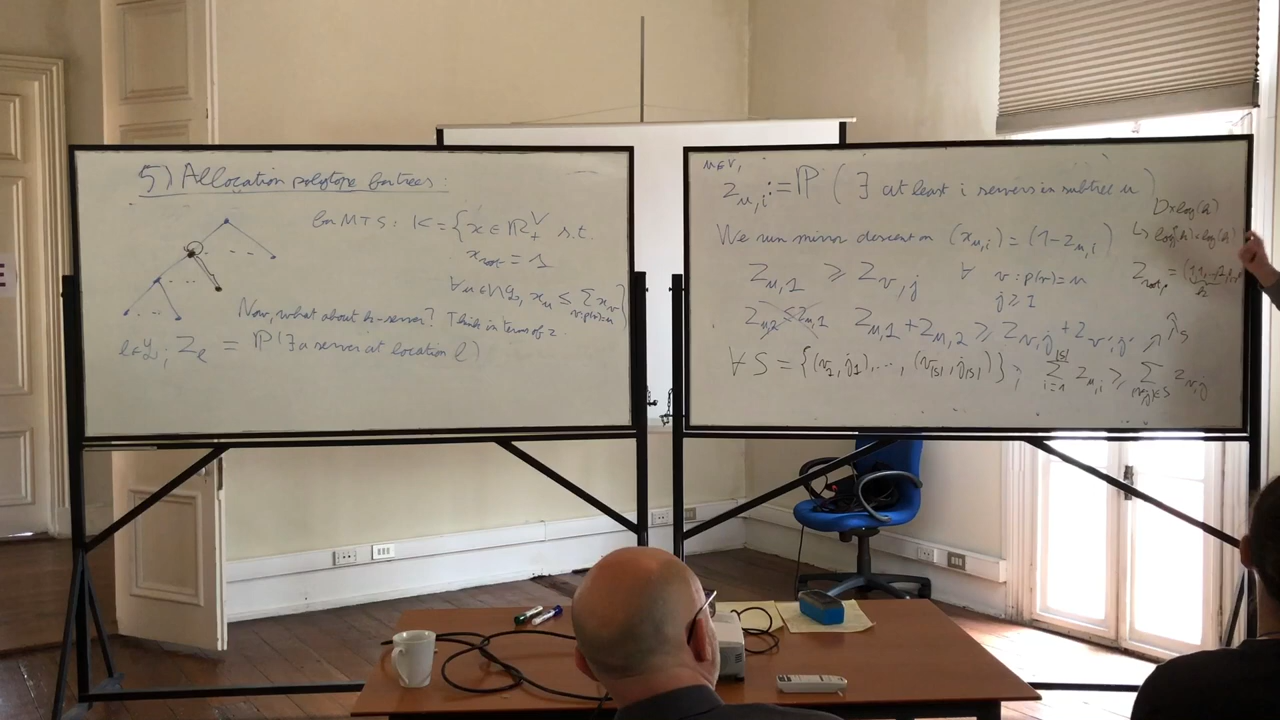 5) Allocation polytope for trees:
for MTS: K = {x ∈ ℝ₊^V s.t.
x_root = 1
∀u ∈ V\𝓛, x_u ≤ Σ_{v:p(v)=u} x_v}
Now, what about k-server? Think in terms of z
l∈𝓛, Z_l = ℙ(∃ a server at location l)
u∈V,
Z_{u,i} := ℙ(∃ at least i servers in subtree u)
D×log(k)
We run mirror descent on (x_{u,i}) = (1-Z_{u,i})
Z_{u,1} ≥ Z_{v,j} ∀ v: p(v)=u
j≥1
Z_{u,2} ≤ Z_{u,1} Z_{u,1} + Z_{u,2} ≥ Z_{v,j} + Z_{v',j'}
∀ S = {(v_1,j_1),..., (v_{|S|},j_{|S|})}, Σ_{i=1}^{|S|} Z_{u,i} ≥ Σ_{(v,j)∈S} Z_{v,j}
λ_S
E